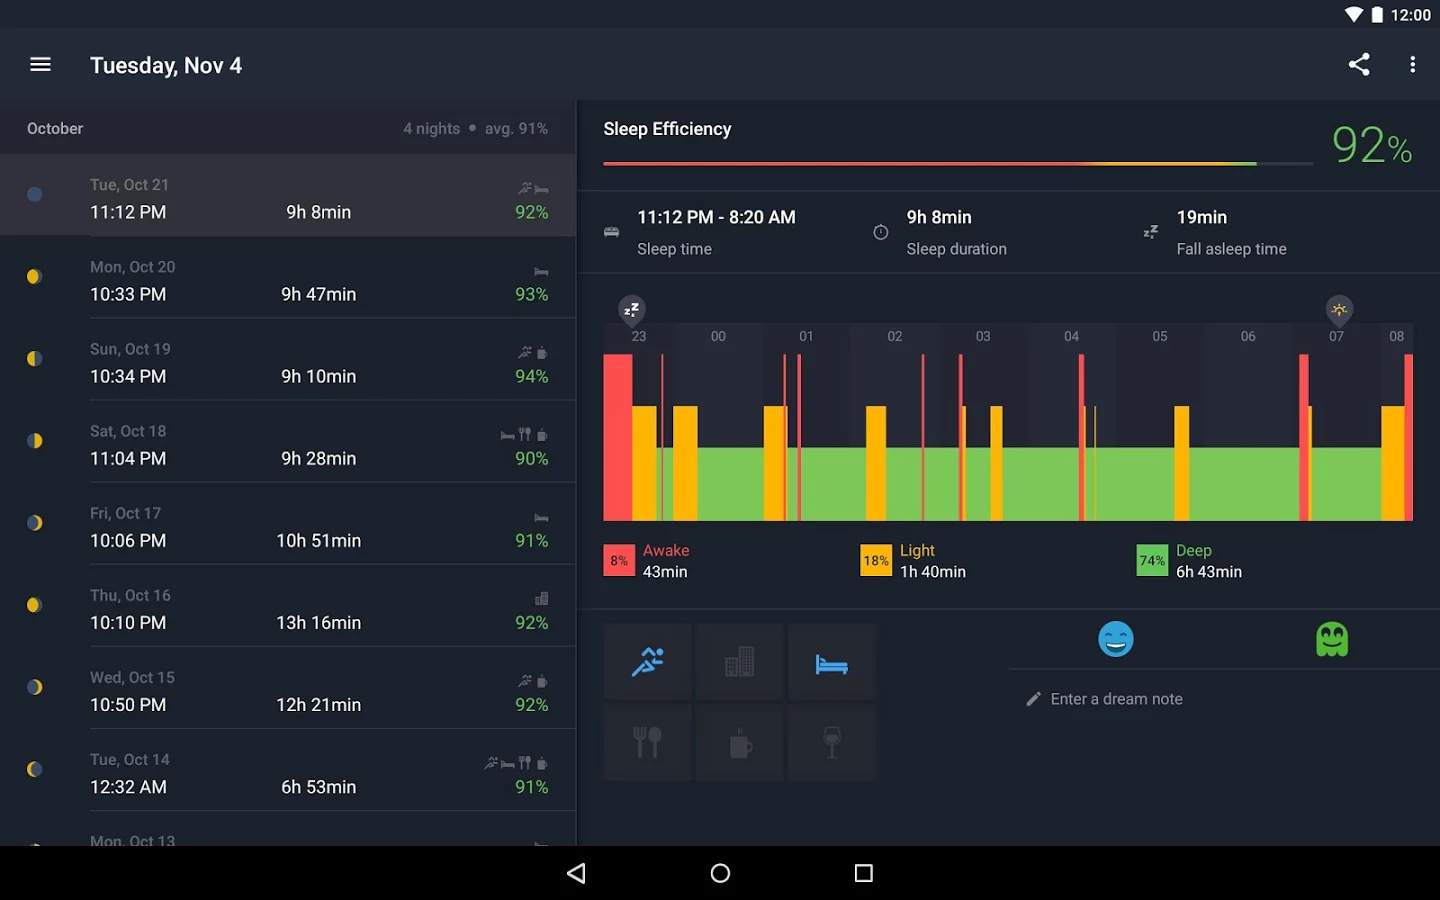 12:00
Tuesday, Nov 4
October
4 nights • avg. 91%
Tue, Oct 21
11:12 PM 9h 8min 92%
Mon, Oct 20
10:33 PM 9h 47min 93%
Sun, Oct 19
10:34 PM 9h 10min 94%
Sat, Oct 18
11:04 PM 9h 28min 90%
Fri, Oct 17
10:06 PM 10h 51min 91%
Thu, Oct 16
10:10 PM 13h 16min 92%
Wed, Oct 15
10:50 PM 12h 21min 92%
Tue, Oct 14
12:32 AM 6h 53min 91%
Mon, Oct 13
Sleep Efficiency
92%
11:12 PM - 8:20 AM
Sleep time
9h 8min
Sleep duration
19min
Fall asleep time
zzz
23 00 01 02 03 04 05 06 07 08
8% Awake
43min
18% Light
1h 40min
74% Deep
6h 43min
Enter a dream note